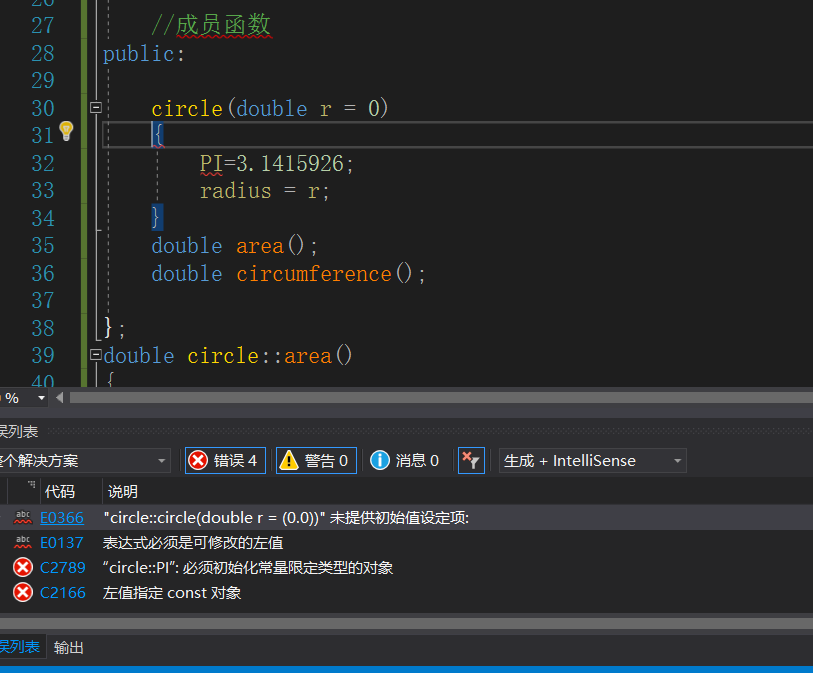 26
27 //成员函数
28 public:
29
30 circle(double r = 0)
31 {
32 PI=3.1415926;
33 radius = r;
34 }
35 double area();
36 double circumference();
37
38 };
39 double circle::area()
40 {
%
误列表
整个解决方案 错误 4 警告 0 消息 0 生成 + IntelliSense
代码 说明
abc E0366 "circle::circle(double r = (0.0))" 未提供初始值设定项:
abc E0137 表达式必须是可修改的左值
C2789 “circle::PI”: 必须初始化常量限定类型的对象
C2166 左值指定 const 对象
误列表 输出